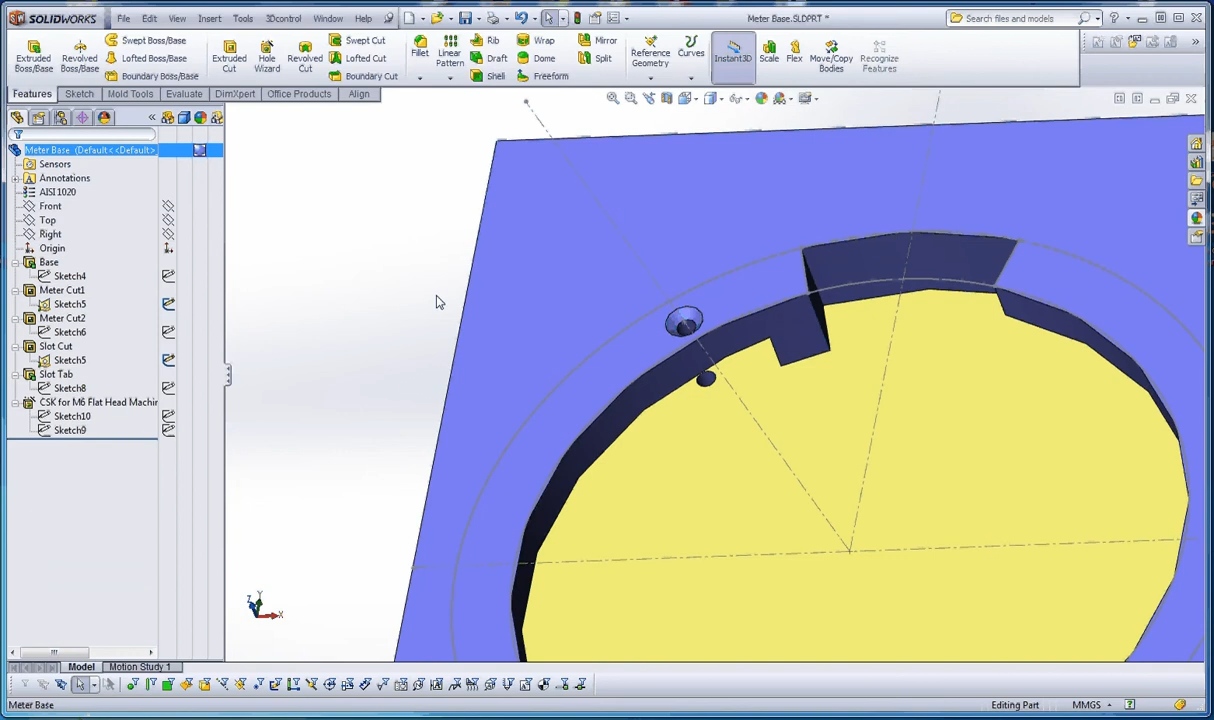 SOLIDWORKS File Edit View Insert Tools 3Dcontrol Window Help Meter Base.SLDPRT * Search files and models
Extruded Boss/Base
Revolved Boss/Base
Swept Boss/Base
Lofted Boss/Base
Boundary Boss/Base
Extruded Cut
Hole Wizard
Revolved Cut
Swept Cut
Lofted Cut
Boundary Cut
Fillet
Linear Pattern
Rib
Draft
Shell
Wrap
Dome
Freeform
Mirror
Split
Reference Geometry
Curves
Instant3D
Scale
Flex
Move/Copy Bodies
Recognize Features
Features Sketch Mold Tools Evaluate DimXpert Office Products Align
Meter Base (Default<<Default>
Sensors
Annotations
AISI 1020
Front
Top
Right
Origin
Base
Sketch4
Meter Cut1
Sketch5
Meter Cut2
Sketch6
Slot Cut
Sketch5
Slot Tab
Sketch8
CSK for M6 Flat Head Machin
Sketch10
Sketch9
Y
Z
X
Model Motion Study 1
Meter Base Editing Part MMGS